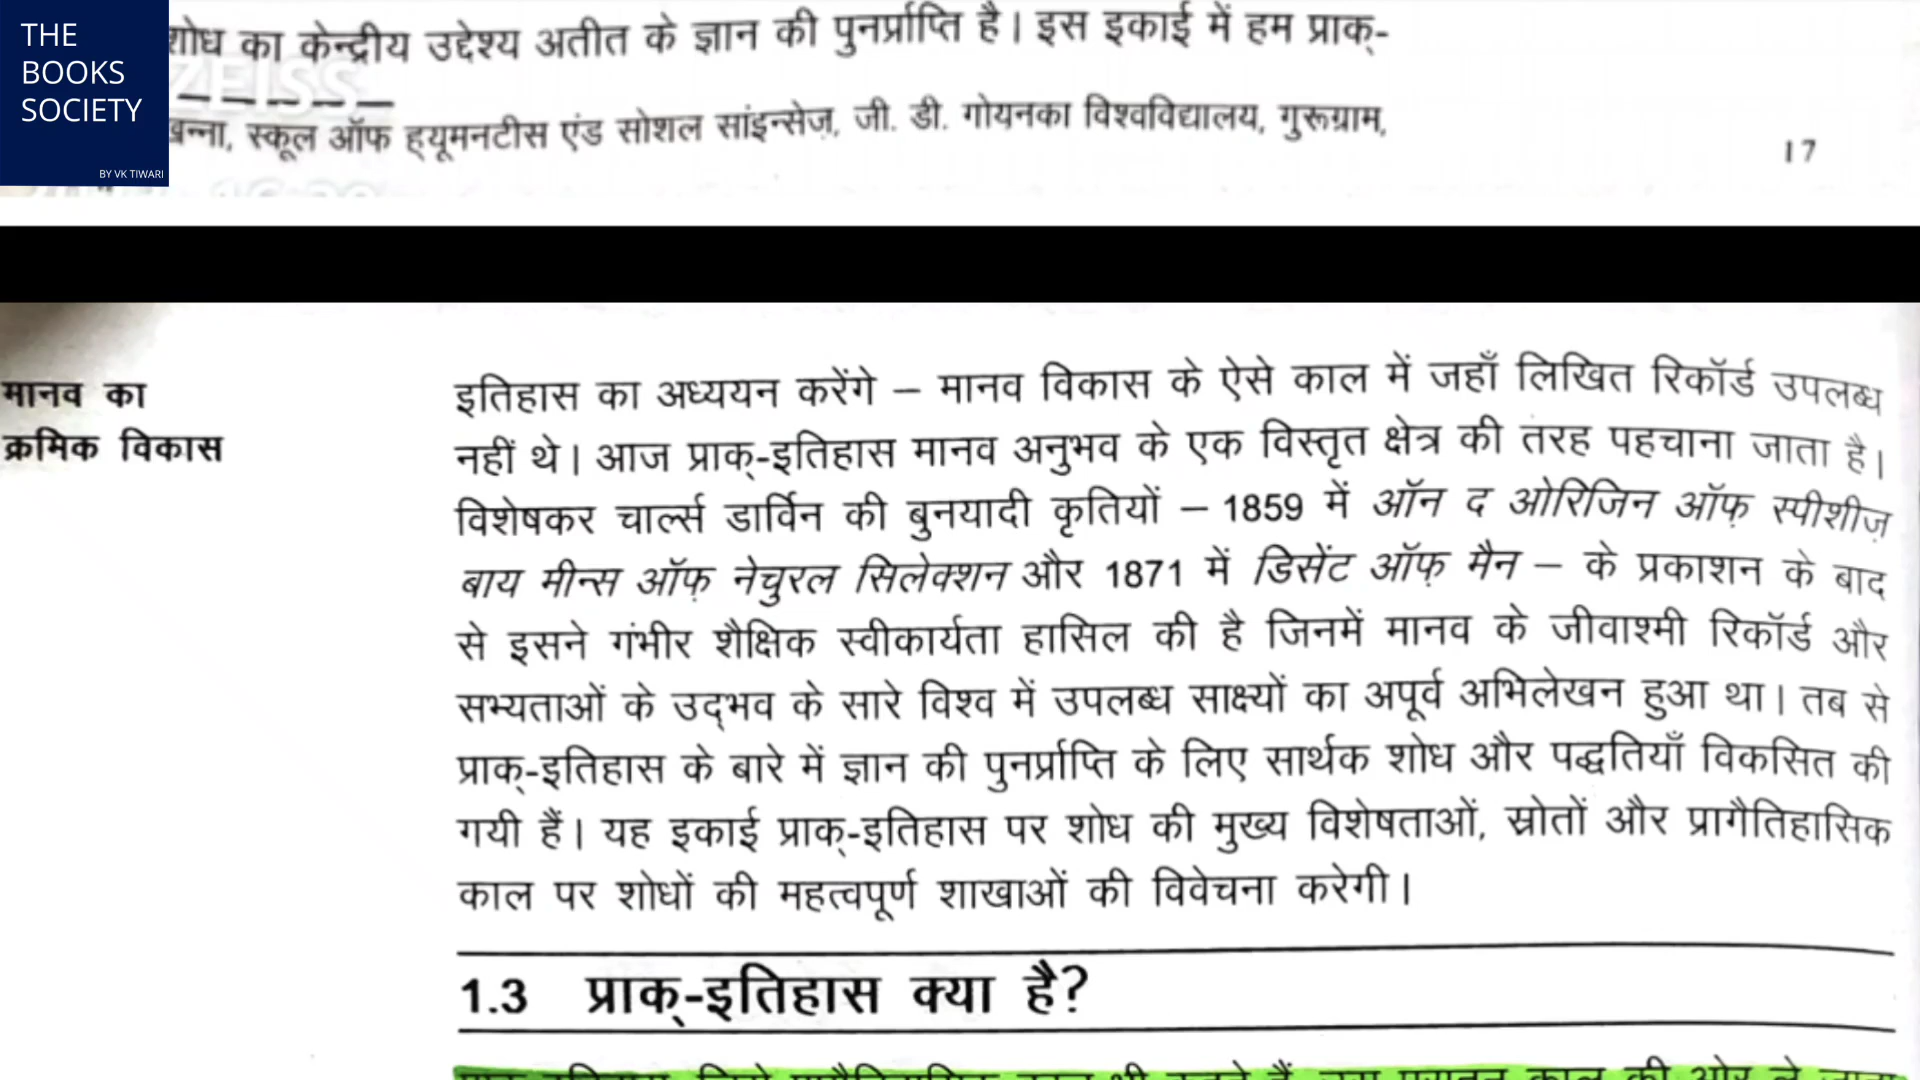 THE
BOOKS
SOCIETY
BY VK TIWARI
शोध का केन्द्रीय उद्देश्य अतीत के ज्ञान की पुनर्प्राप्ति है। इस इकाई में हम प्राक्-
ZEISS
खन्ना, स्कूल ऑफ ह्यूमनटीस एंड सोशल सांइन्सेज़, जी. डी. गोयनका विश्वविद्यालय, गुरूग्राम,
17
मानव का
क्रमिक विकास
इतिहास का अध्ययन करेंगे – मानव विकास के ऐसे काल में जहाँ लिखित रिकॉर्ड उपलब्ध
नहीं थे। आज प्राक्-इतिहास मानव अनुभव के एक विस्तृत क्षेत्र की तरह पहचाना जाता है।
विशेषकर चार्ल्स डार्विन की बुनयादी कृतियों – 1859 में ऑन द ओरिजिन ऑफ़ स्पीशीज़
बाय मीन्स ऑफ़ नेचुरल सिलेक्शन और 1871 में डिसेंट ऑफ़ मैन – के प्रकाशन के बाद
से इसने गंभीर शैक्षिक स्वीकार्यता हासिल की है जिनमें मानव के जीवाश्मी रिकॉर्ड और
सभ्यताओं के उद्भव के सारे विश्व में उपलब्ध साक्ष्यों का अपूर्व अभिलेखन हुआ था। तब से
प्राक्-इतिहास के बारे में ज्ञान की पुनर्प्राप्ति के लिए सार्थक शोध और पद्धतियाँ विकसित की
गयी हैं। यह इकाई प्राक्-इतिहास पर शोध की मुख्य विशेषताओं, स्रोतों और प्रागैतिहासिक
काल पर शोधों की महत्वपूर्ण शाखाओं की विवेचना करेगी।
1.3 प्राक्-इतिहास क्या है?